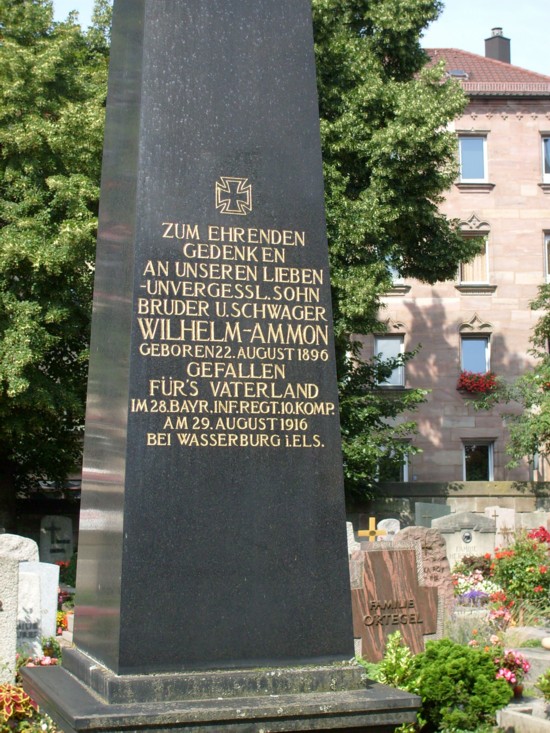 ZUM EHRENDEN
GEDENKEN
AN UNSEREN LIEBEN
-UNVERGESSL. SOHN
BRUDER U. SCHWAGER
WILHELM-AMMON
GEBOREN 22. AUGUST 1896
GEFALLEN
FÜR'S VATERLAND
IM 28. BAYR. INF. REGT. 10. KOMP.
AM 29. AUGUST 1916
BEI WASSERBURG i. ELS.
FAMILIE
ORTEGEL